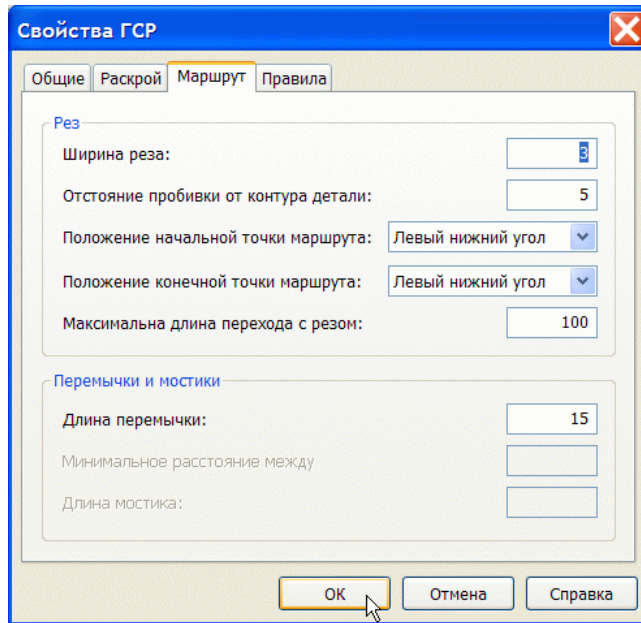 Свойства ГСР
Общие Раскрой Маршрут Правила
Рез
Ширина реза: 3
Отстояние пробивки от контура детали: 5
Положение начальной точки маршрута: Левый нижний угол
Положение конечной точки маршрута: Левый нижний угол
Максимальна длина перехода с резом: 100
Перемычки и мостики
Длина перемычки: 15
Минимальное расстояние между
Длина мостика:
ОК Отмена Справка